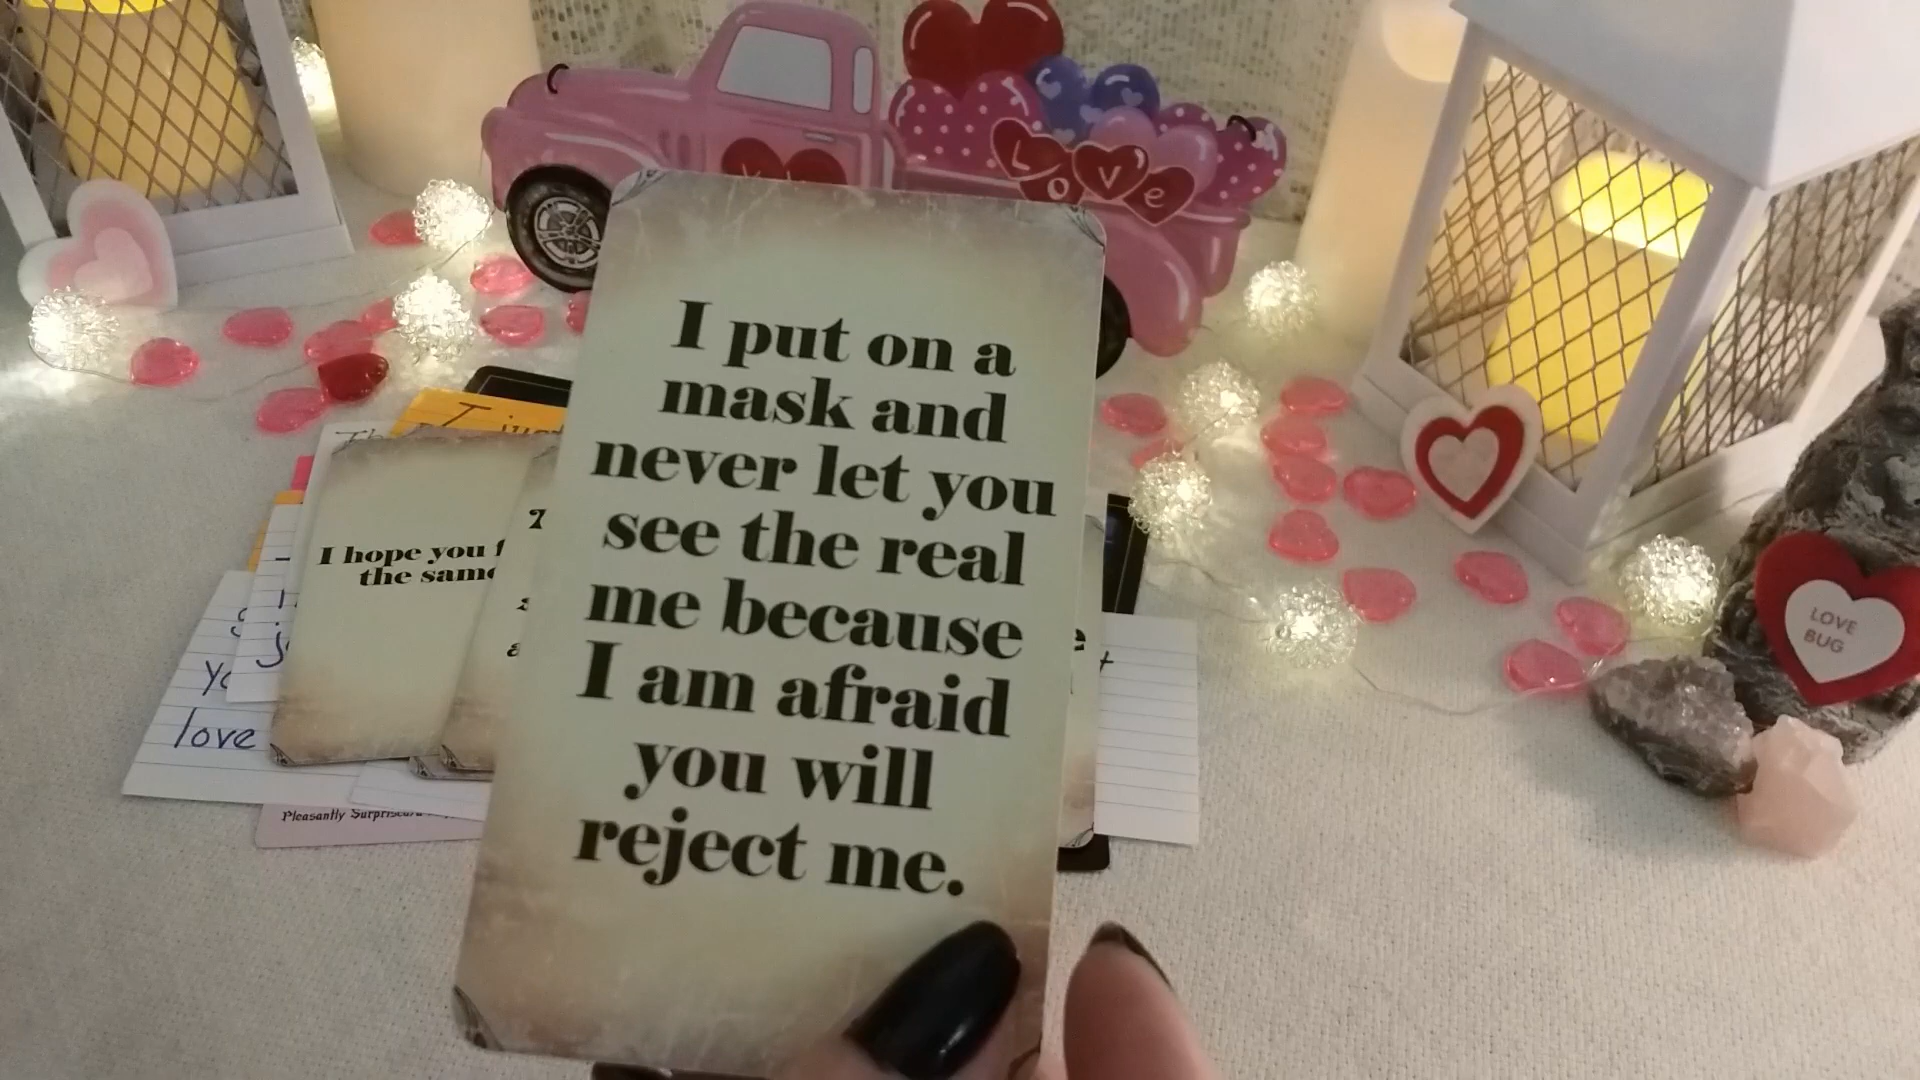 Love
I put on a
mask and
never let you
see the real
me because
I am afraid
you will
reject me.
I hope you
the same
love
Pleasantly
LOVE
BUG